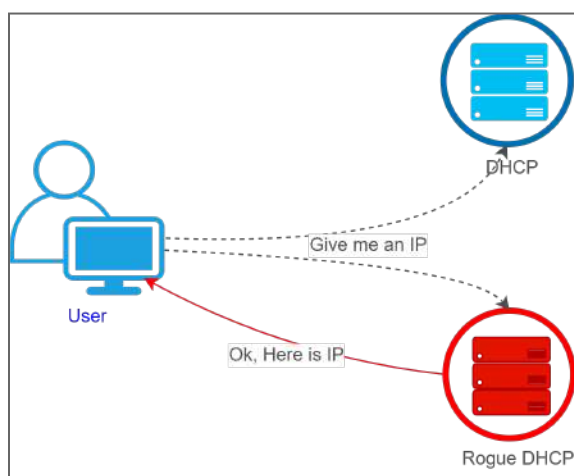 DHCP
Give me an IP
User
Ok, Here is IP
Rogue DHCP